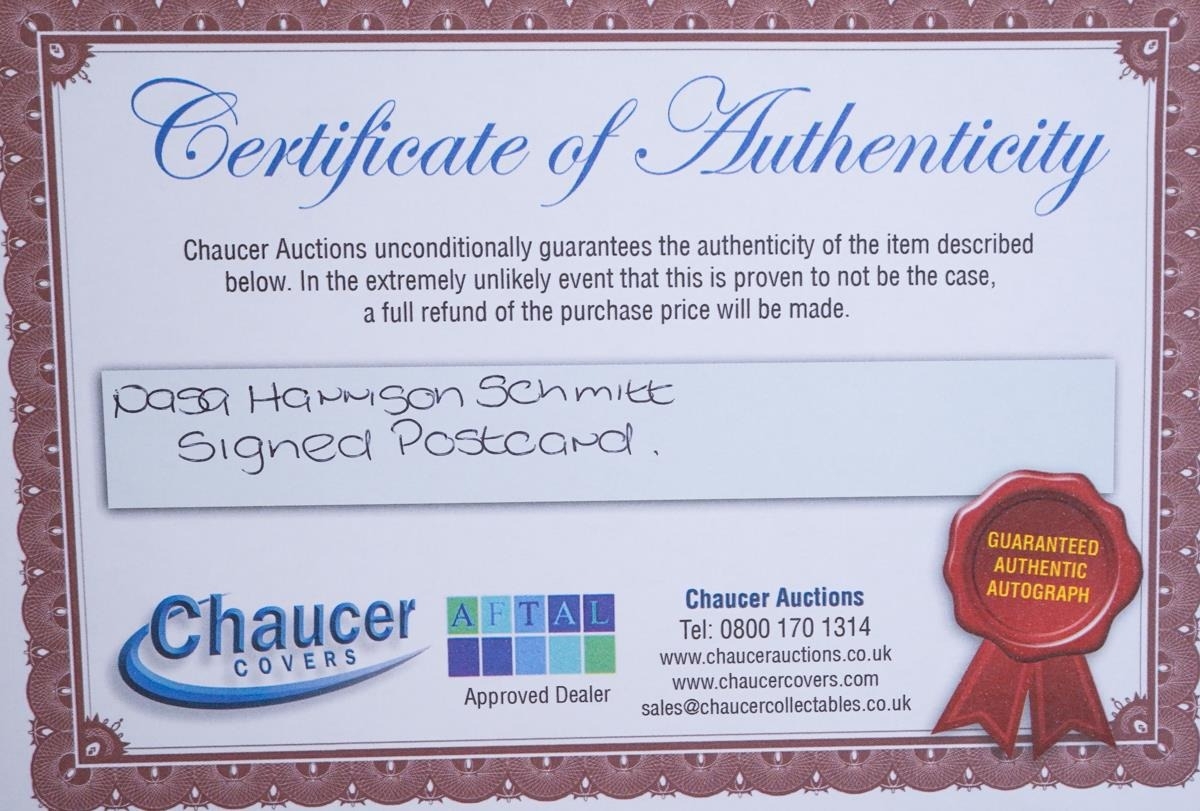 Certificate of Authenticity
Chaucer Auctions unconditionally guarantees the authenticity of the item described
below. In the extremely unlikely event that this is proven to not be the case,
a full refund of the purchase price will be made.
Nasa Harrison Schmitt
Signed Postcard.
GUARANTEED
AUTHENTIC
AUTOGRAPH
Chaucer
COVERS
AFTAL
Approved Dealer
Chaucer Auctions
Tel: 0800 170 1314
www.chaucerauctions.co.uk
www.chaucercovers.com
sales@chaucercollectables.co.uk